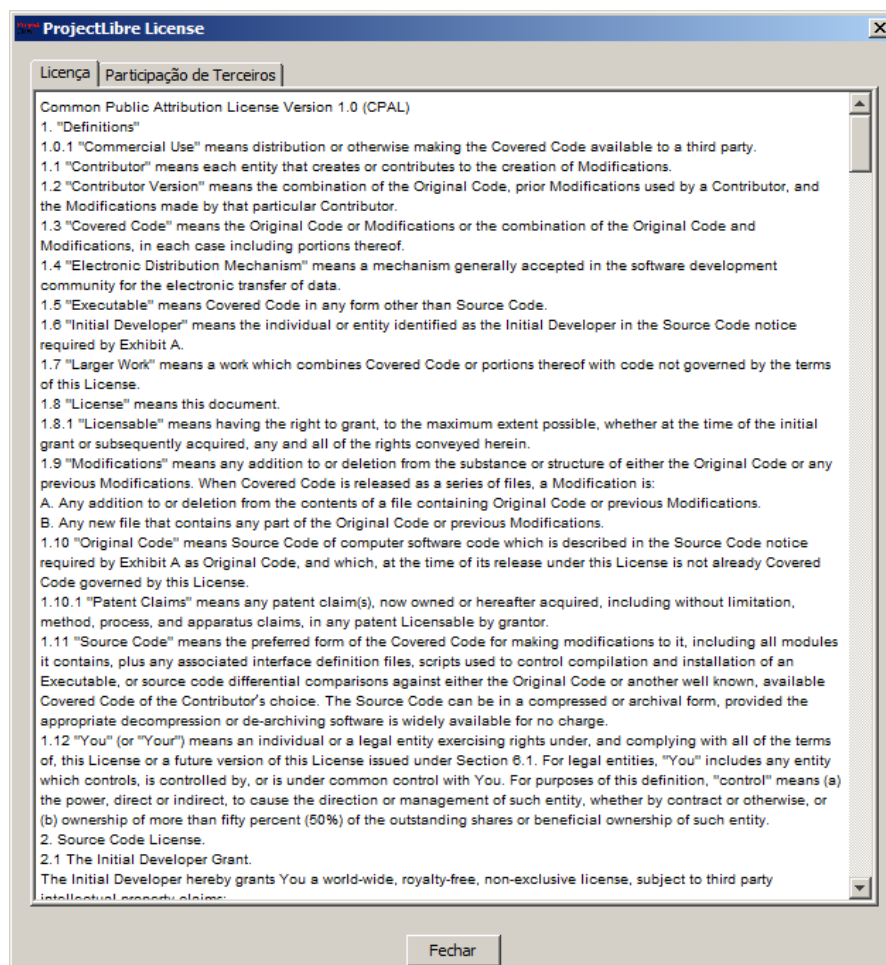 ProjectLibre License
Licença
Participação de Terceiros
Common Public Attribution License Version 1.0 (CPAL)
1. "Definitions"
1.0.1 "Commercial Use" means distribution or otherwise making the Covered Code available to a third party.
1.1 "Contributor" means each entity that creates or contributes to the creation of Modifications.
1.2 "Contributor Version" means the combination of the Original Code, prior Modifications used by a Contributor, and
the Modifications made by that particular Contributor.
1.3 "Covered Code" means the Original Code or Modifications or the combination of the Original Code and
Modifications, in each case including portions thereof.
1.4 "Electronic Distribution Mechanism" means a mechanism generally accepted in the software development
community for the electronic transfer of data.
1.5 "Executable" means Covered Code in any form other than Source Code.
1.6 "Initial Developer" means the individual or entity identified as the Initial Developer in the Source Code notice
required by Exhibit A.
1.7 "Larger Work" means a work which combines Covered Code or portions thereof with code not governed by the terms
of this License.
1.8 "License" means this document.
1.8.1 "Licensable" means having the right to grant, to the maximum extent possible, whether at the time of the initial
grant or subsequently acquired, any and all of the rights conveyed herein.
1.9 "Modifications" means any addition to or deletion from the substance or structure of either the Original Code or any
previous Modifications. When Covered Code is released as a series of files, a Modification is:
A. Any addition to or deletion from the contents of a file containing Original Code or previous Modifications.
B. Any new file that contains any part of the Original Code or previous Modifications.
1.10 "Original Code" means Source Code of computer software code which is described in the Source Code notice
required by Exhibit A as Original Code, and which, at the time of its release under this License is not already Covered
Code governed by this License.
1.10.1 "Patent Claims" means any patent claim(s), now owned or hereafter acquired, including without limitation,
method, process, and apparatus claims, in any patent Licensable by grantor.
1.11 "Source Code" means the preferred form of the Covered Code for making modifications to it, including all modules
it contains, plus any associated interface definition files, scripts used to control compilation and installation of an
Executable, or source code differential comparisons against either the Original Code or another well known, available
Covered Code of the Contributor's choice. The Source Code can be in a compressed or archival form, provided the
appropriate decompression or de-archiving software is widely available for no charge.
1.12 "You" (or "Your") means an individual or a legal entity exercising rights under, and complying with all of the terms
of, this License or a future version of this License issued under Section 6.1. For legal entities, "You" includes any entity
which controls, is controlled by, or is under common control with You. For purposes of this definition, "control" means (a)
the power, direct or indirect, to cause the direction or management of such entity, whether by contract or otherwise, or
(b) ownership of more than fifty percent (50%) of the outstanding shares or beneficial ownership of such entity.
2. Source Code License.
2.1 The Initial Developer Grant.
The Initial Developer hereby grants You a world-wide, royalty-free, non-exclusive license, subject to third party
intellectual property claims:
Fechar